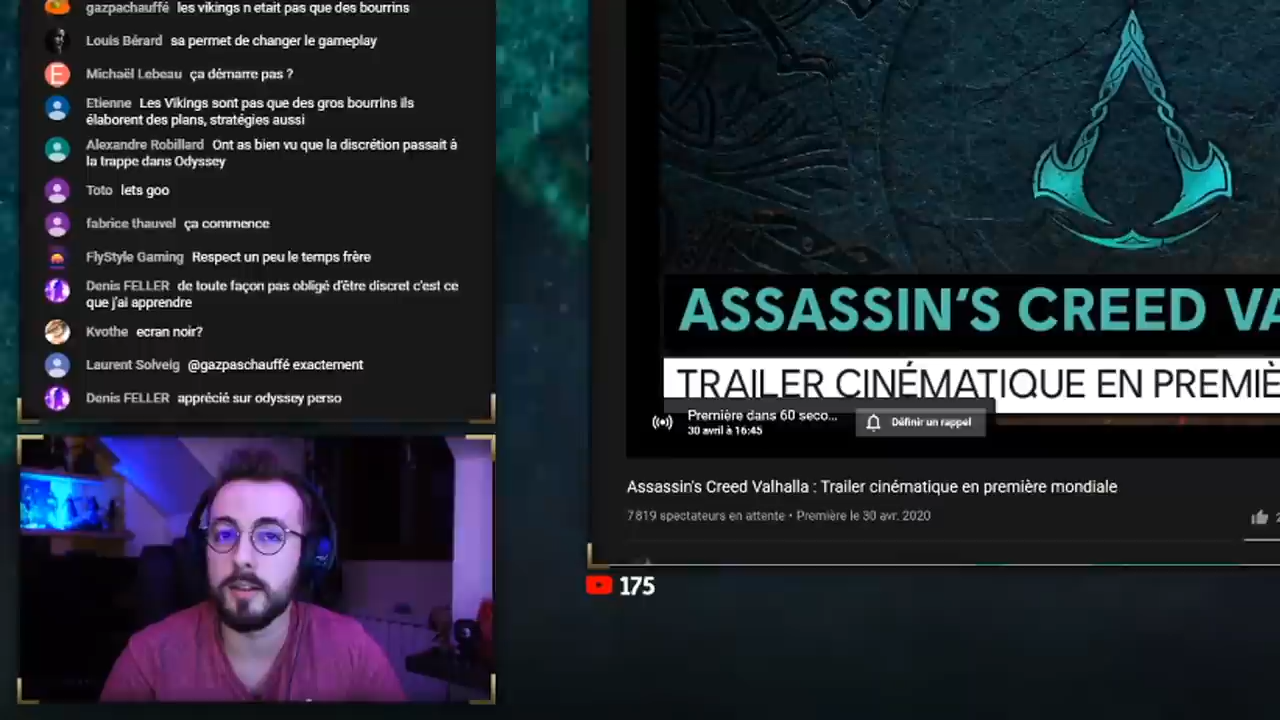 gazpachauffé les vikings n etait pas que des bourrins
Louis Bérard sa permet de changer le gameplay
Michaël Lebeau ça démarre pas ?
Etienne Les Vikings sont pas que des gros bourrins ils
élaborent des plans, stratégies aussi
Alexandre Robillard Ont as bien vu que la discrétion passait à
la trappe dans Odyssey
Toto lets goo
fabrice thauvel ça commence
FlyStyle Gaming Respect un peu le temps frère
Denis FELLER de toute façon pas obligé d'être discret c'est ce
que j'ai apprendre
Kvothe ecran noir?
Laurent Solveig @gazpaschauffé exactement
Denis FELLER apprécié sur odyssey perso
ASSASSIN'S CREED VA
TRAILER CINÉMATIQUE EN PREMIÈ
Première dans 60 seco...
30 avril à 16:45
Définir un rappel
Assassin's Creed Valhalla : Trailer cinématique en première mondiale
7 819 spectateurs en attente • Première le 30 avr. 2020
175